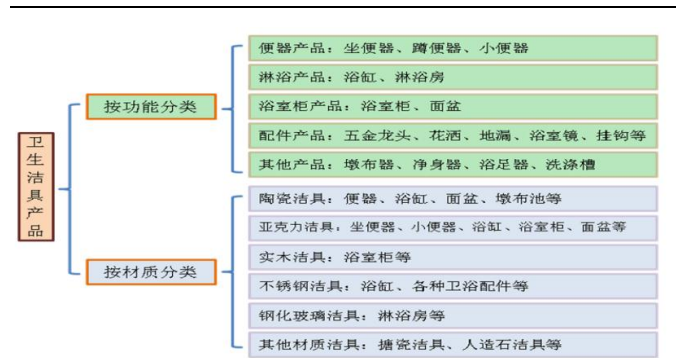 卫生洁具产品
按功能分类
便器产品：坐便器、蹲便器、小便器
淋浴产品：浴缸、淋浴房
浴室柜产品：浴室柜、面盆
配件产品：五金龙头、花洒、地漏、浴室镜、挂钩等
其他产品：墩布器、净身器、浴足器、洗涤槽
按材质分类
陶瓷洁具：便器、浴缸、面盆、墩布池等
亚克力洁具：坐便器、小便器、浴缸、浴室柜、面盆等
实木洁具：浴室柜等
不锈钢洁具：浴缸、各种卫浴配件等
钢化玻璃洁具：淋浴房等
其他材质洁具：搪瓷洁具、人造石洁具等